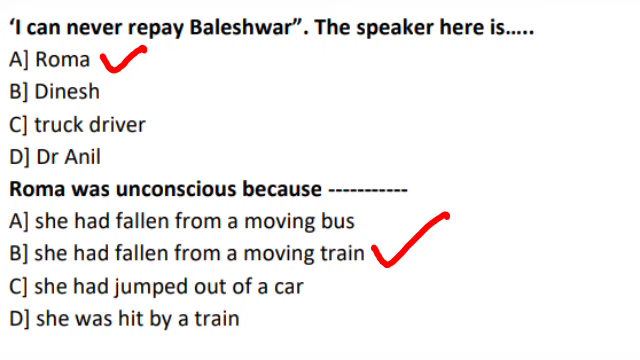 ‘I can never repay Baleshwar”. The speaker here is.....
A] Roma
B] Dinesh
C] truck driver
D] Dr Anil
Roma was unconscious because -----------
A] she had fallen from a moving bus
B] she had fallen from a moving train
C] she had jumped out of a car
D] she was hit by a train